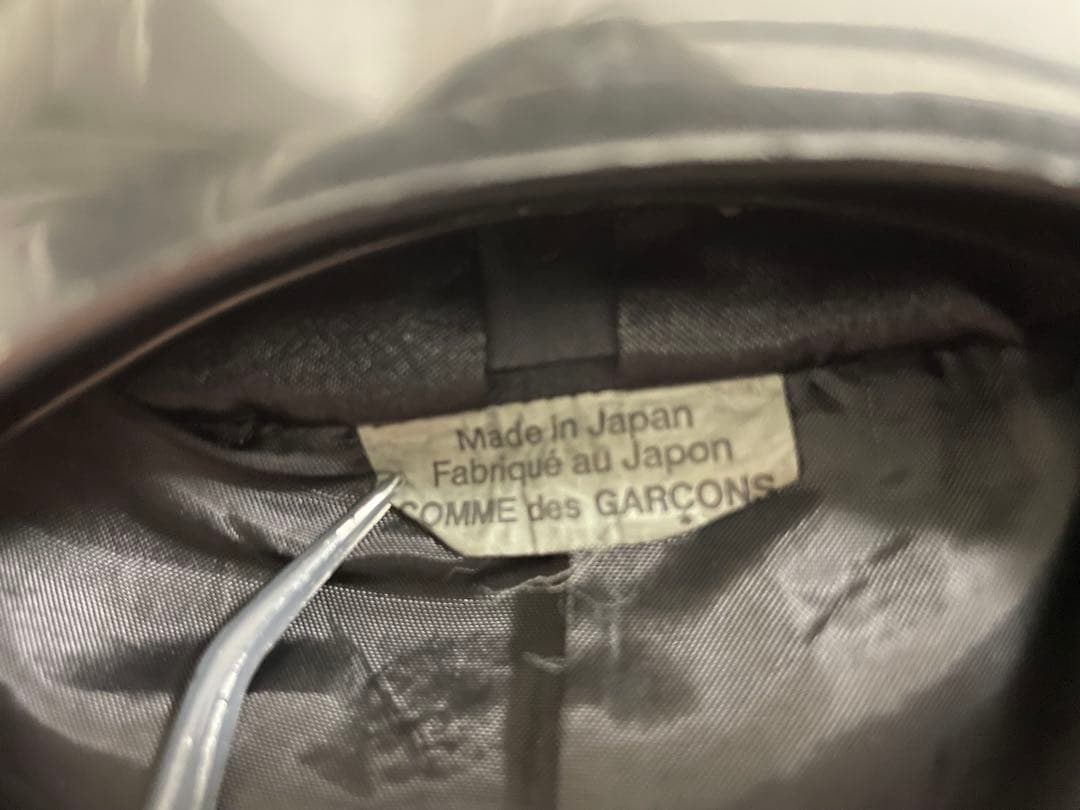 Made in Japan
Fabriqué au Japon
COMME des GARÇONS